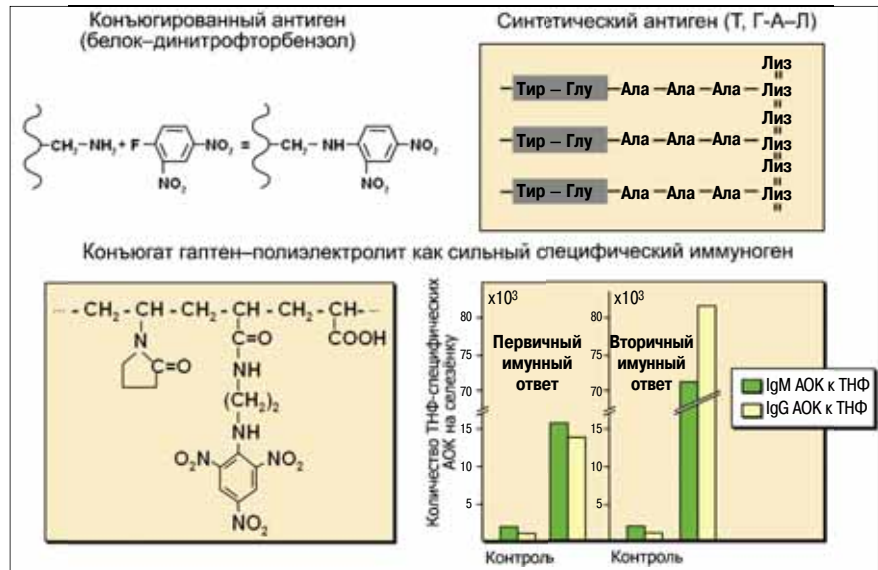 Конъюгированный антиген
(белок–динитрофторбензол)
CH₂–NH₂ + F –NO₂ = –CH₂–NH– –NO₂
NO₂ NO₂
Синтетический антиген (Т, Г-А–Л)
Лиз
Тир – Глу —Ала —Ала — Ала — Лиз
Лиз
Тир – Глу —Ала —Ала — Ала — Лиз
Лиз
Лиз
Тир – Глу —Ала —Ала — Ала — Лиз
Конъюгат гаптен–полиэлектролит как сильный специфический иммуноген
--- CH₂ – CH – CH₂ – CH – CH₂ – CH ---
N C=O COOH
C=O NH
(CH₂)₂
NH
O₂N NO₂
NO₂
Количество ТНФ-специфических
АОК на селезёнку
x10³
80
75
70
15
10
5
Первичный
имунный
ответ
Контроль
x10³
80
75
70
15
10
5
Вторичный
имунный
ответ
Контроль
IgM АОК к ТНФ
IgG АОК к ТНФ